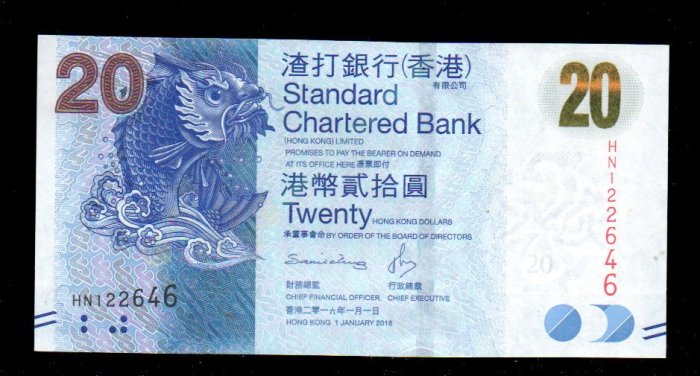 20
渣打銀行(香港)
有限公司
Standard
Chartered Bank
(HONG KONG) LIMITED
PROMISES TO PAY THE BEARER ON DEMAND
AT ITS OFFICE HERE 憑票即付
港幣貳拾圓
Twenty HONG KONG DOLLARS
承董事會命 BY ORDER OF THE BOARD OF DIRECTORS
財務總監 行政總裁
CHIEF FINANCIAL OFFICER CHIEF EXECUTIVE
香港二零一六年一月一日
HONG KONG 1 JANUARY 2016
HN122646
20
HN122646
20